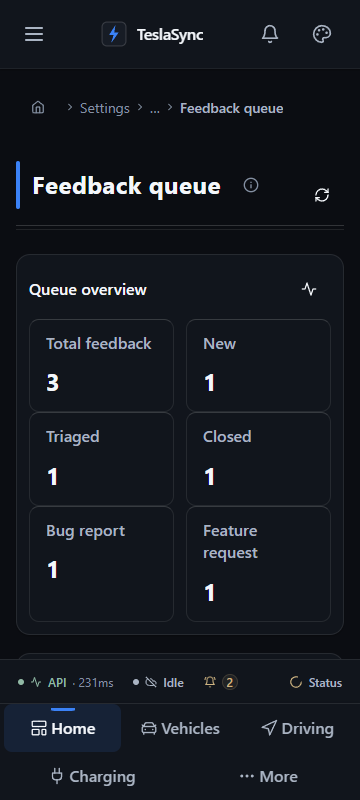 TeslaSync
Settings
...
Feedback queue
Feedback queue
Queue overview
Total feedback
3
New
1
Triaged
1
Closed
1
Bug report
1
Feature
request
1
API · 231ms
Idle
2
Status
Home
Vehicles
Driving
Charging
More